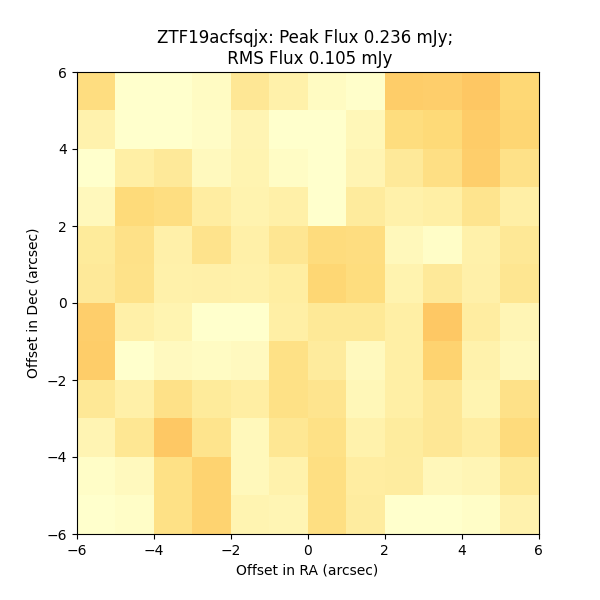 ZTF19acfsqjx: Peak Flux 0.236 mJy;
RMS Flux 0.105 mJy
6
4
2
0
−2
−4
−6
Offset in Dec (arcsec)
−6 −4 −2 0 2 4 6
Offset in RA (arcsec)